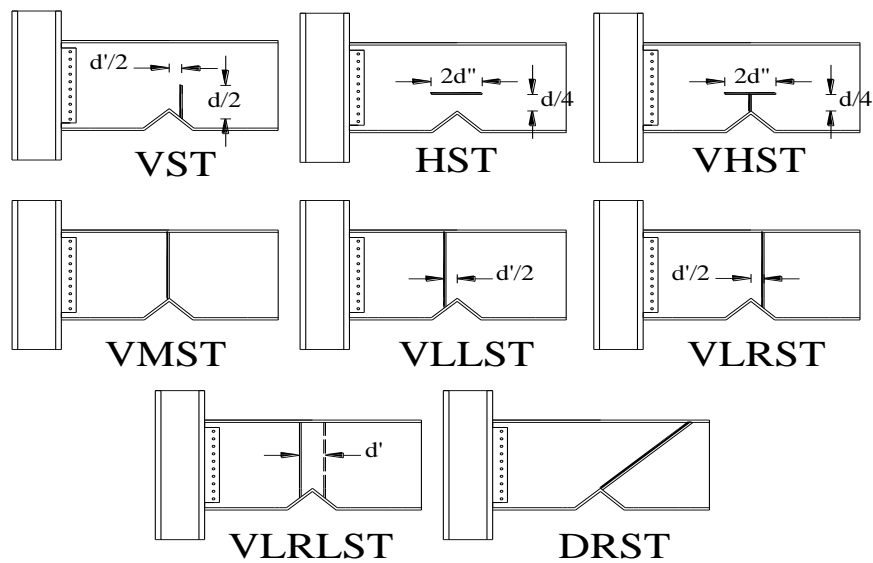 d'/2
d/2
VST
2d"
d/4
HST
2d"
d/4
VHST
VMST
d'/2
VLLST
d'/2
VLRST
d'
VLRLST
DRST